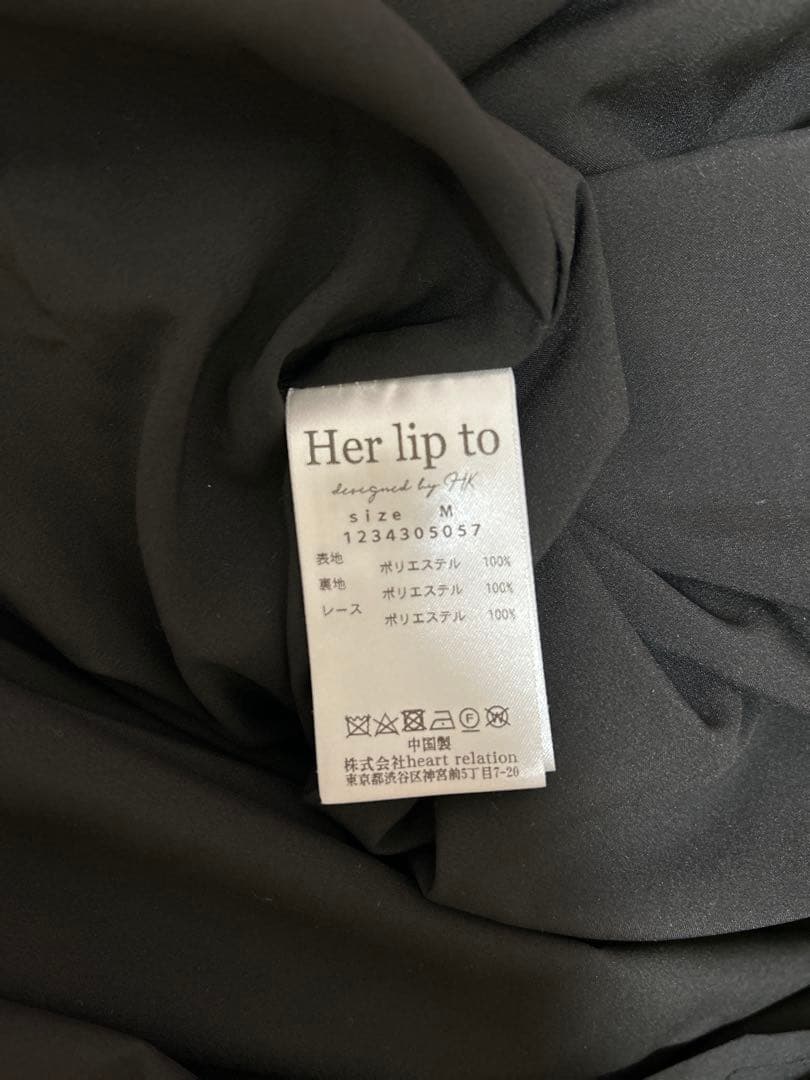 Her lip to
designed by HK
size M
1234305057
表地 ポリエステル 100%
裏地 ポリエステル 100%
レース ポリエステル 100%
F W
中国製
株式会社heart relation
東京都渋谷区神宮前5丁目7-20